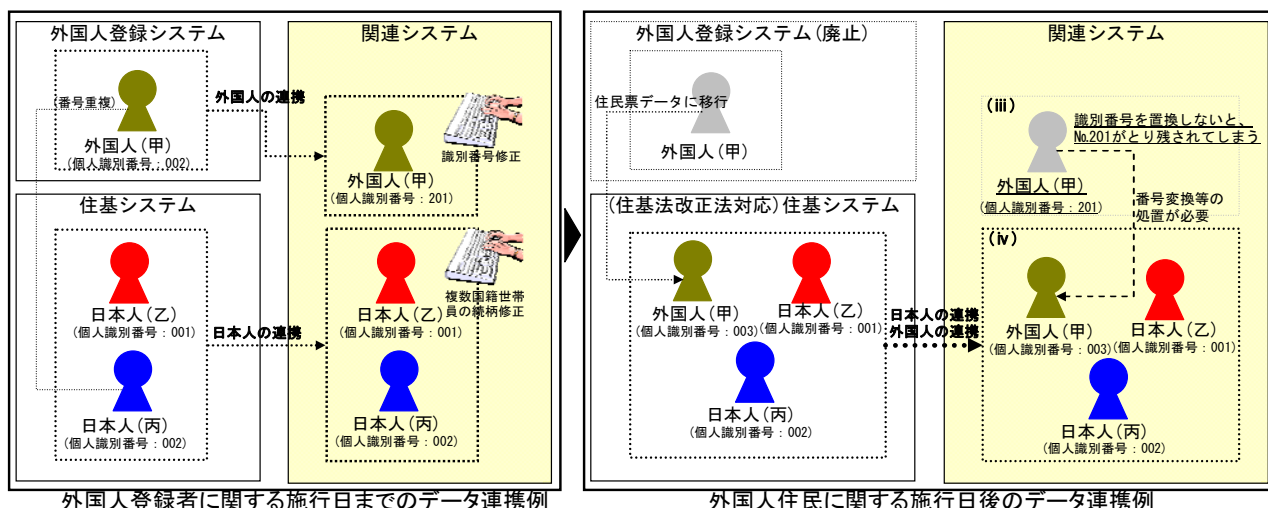 外国人登録システム
(番号重複)
外国人(甲)
(個人識別番号:002)
外国人の連携
住基システム
日本人(乙)
(個人識別番号:001)
日本人の連携
日本人(丙)
(個人識別番号:002)
関連システム
識別番号修正
外国人(甲)
(個人識別番号:201)
複数国籍世帯
員の続柄修正
日本人(乙)
(個人識別番号:001)
日本人(丙)
(個人識別番号:002)
外国人登録者に関する施行日までのデータ連携例
外国人登録システム(廃止)
住民票データに移行
外国人(甲)
(住基法改正法対応)住基システム
外国人(甲)
(個人識別番号:003)
日本人(乙)
(個人識別番号:001)
日本人(丙)
(個人識別番号:002)
日本人の連携
外国人の連携
関連システム
(ⅲ)
識別番号を置換しないと、
№201がとり残されてしまう
外国人(甲)
(個人識別番号:201)
番号変換等の
処置が必要
(ⅳ)
外国人(甲)
(個人識別番号:003)
日本人(乙)
(個人識別番号:001)
日本人(丙)
(個人識別番号:002)
外国人住民に関する施行日後のデータ連携例